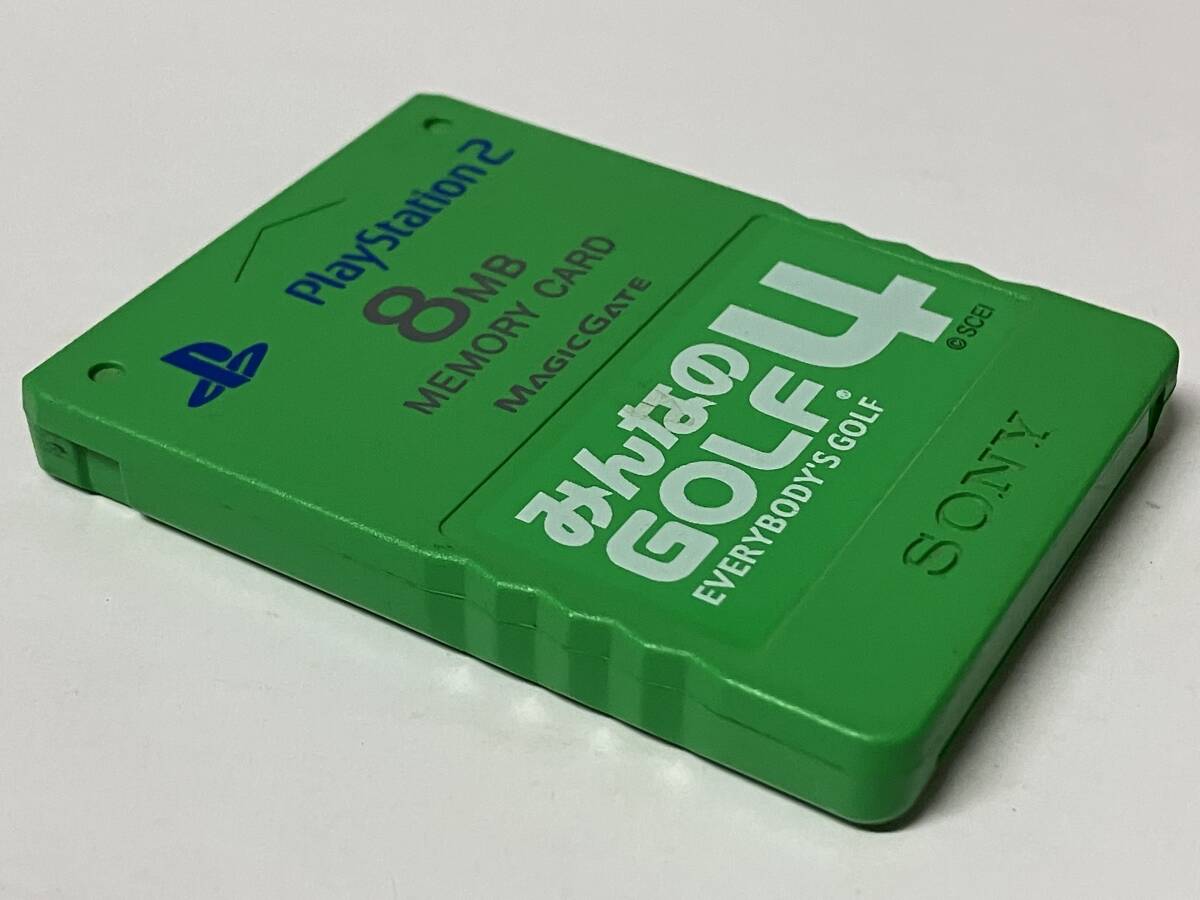 PlayStation 2
8MB
MEMORY CARD
MAGICGATE
みんなの
GOLF® 4
EVERYBODY'S GOLF
© SCEI
SONY